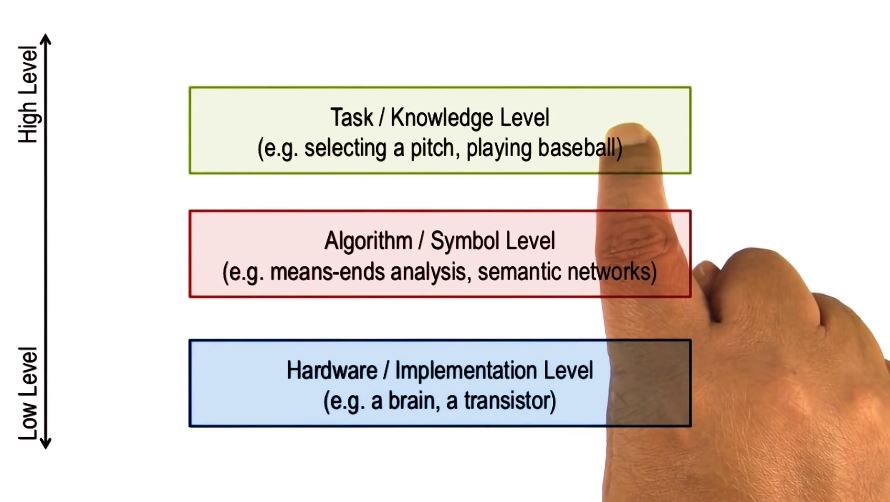 High Level
Task / Knowledge Level
(e.g. selecting a pitch, playing baseball)
Algorithm / Symbol Level
(e.g. means-ends analysis, semantic networks)
Low Level
Hardware / Implementation Level
(e.g. a brain, a transistor)